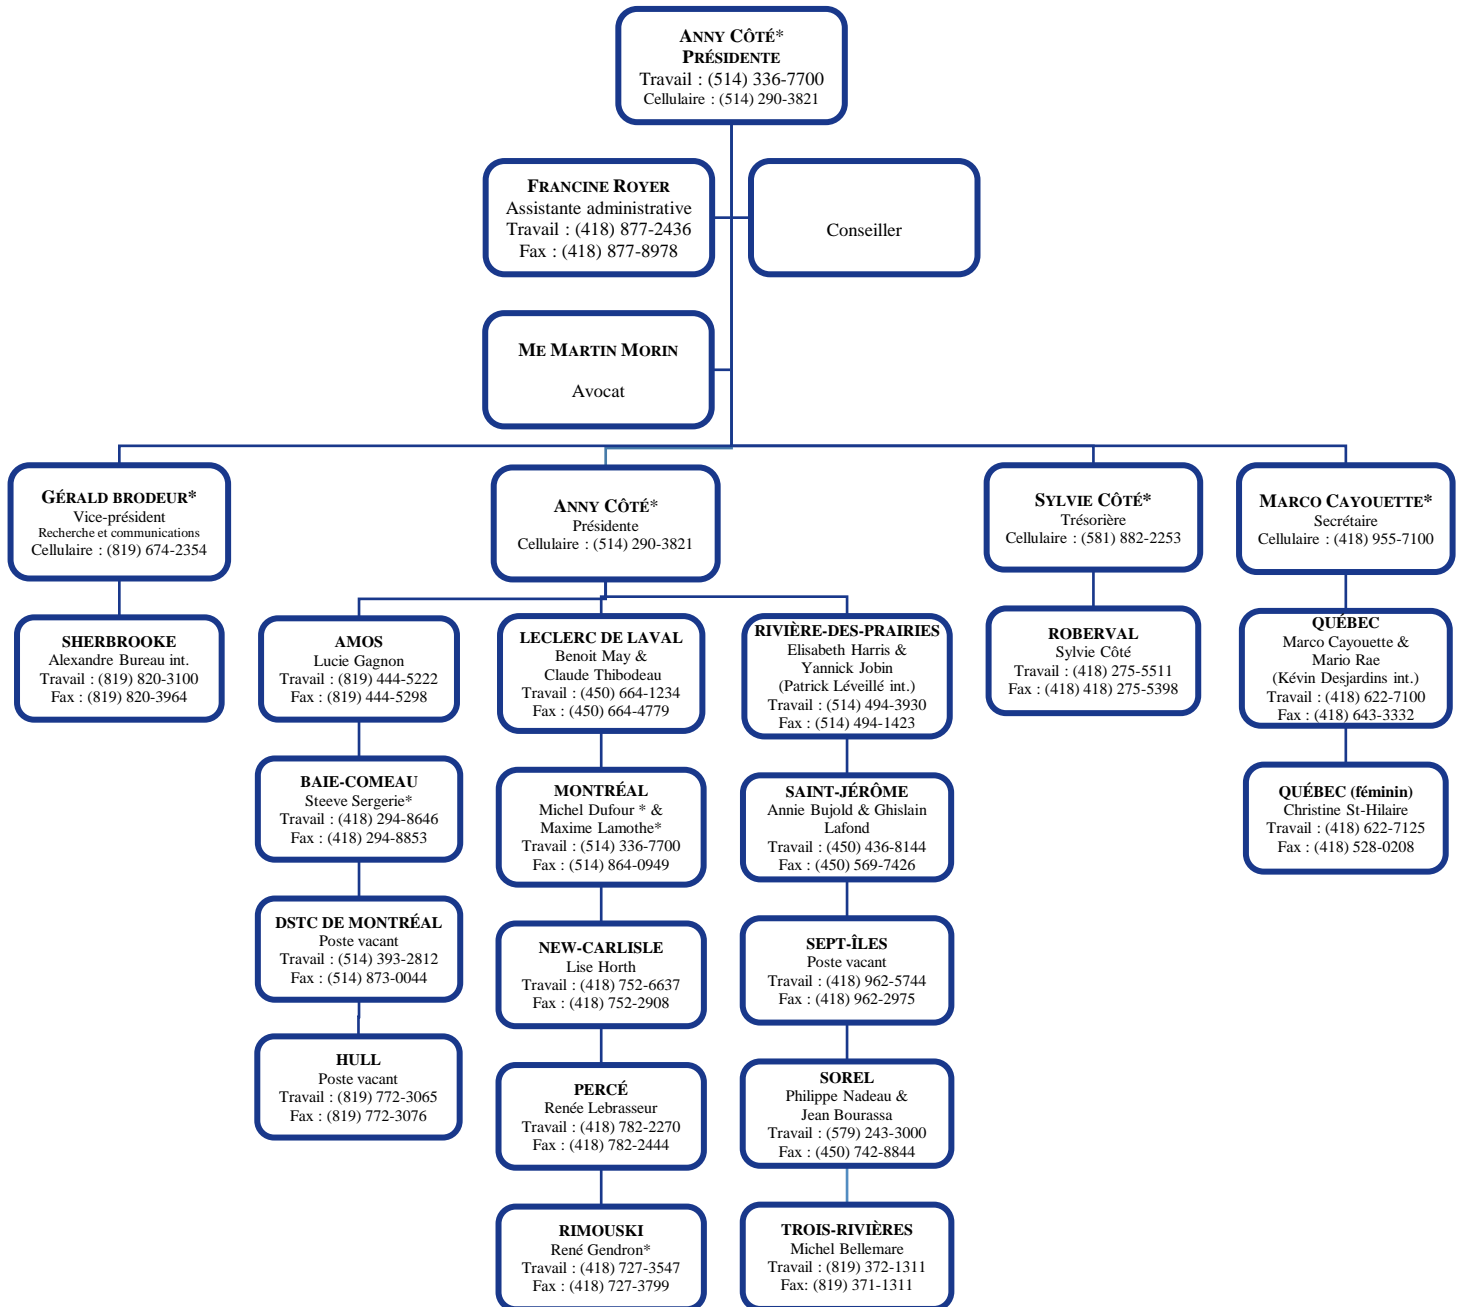 ANNY CÔTÉ*
PRÉSIDENTE
Travail : (514) 336-7700
Cellulaire : (514) 290-3821
FRANCINE ROYER
Assistante administrative
Travail : (418) 877-2436
Fax : (418) 877-8978
Conseiller
ME MARTIN MORIN
Avocat
GÉRALD BRODEUR*
Vice-président
Recherche et communications
Cellulaire : (819) 674-2354
ANNY CÔTÉ*
Présidente
Cellulaire : (514) 290-3821
SYLVIE CÔTÉ*
Trésorière
Cellulaire : (581) 882-2253
MARCO CAYOUETTE*
Secrétaire
Cellulaire : (418) 955-7100
SHERBROOKE
Alexandre Bureau int.
Travail : (819) 820-3100
Fax : (819) 820-3964
AMOS
Lucie Gagnon
Travail : (819) 444-5222
Fax : (819) 444-5298
BAIE-COMEAU
Steeve Sergerie*
Travail : (418) 294-8646
Fax : (418) 294-8853
DSTC DE MONTRÉAL
Poste vacant
Travail : (514) 393-2812
Fax : (514) 873-0044
HULL
Poste vacant
Travail : (819) 772-3065
Fax : (819) 772-3076
LECLERC DE LAVAL
Benoit May &
Claude Thibodeau
Travail : (450) 664-1234
Fax : (450) 664-4779
MONTRÉAL
Michel Dufour * &
Maxime Lamothe*
Travail : (514) 336-7700
Fax : (514) 864-0949
NEW-CARLISLE
Lise Horth
Travail : (418) 752-6637
Fax : (418) 752-2908
PERCÉ
Renée Lebrasseur
Travail : (418) 782-2270
Fax : (418) 782-2444
RIMOUSKI
René Gendron*
Travail : (418) 727-3547
Fax : (418) 727-3799
RIVIÈRE-DES-PRAIRIES
Elisabeth Harris &
Yannick Jobin
(Patrick Léveillé int.)
Travail : (514) 494-3930
Fax : (514) 494-1423
SAINT-JÉRÔME
Annie Bujold & Ghislain
Lafond
Travail : (450) 436-8144
Fax : (450) 569-7426
SEPT-ÎLES
Poste vacant
Travail : (418) 962-5744
Fax : (418) 962-2975
SOREL
Philippe Nadeau &
Jean Bourassa
Travail : (579) 243-3000
Fax : (450) 742-8844
TROIS-RIVIÈRES
Michel Bellemare
Travail : (819) 372-1311
Fax: (819) 371-1311
ROBERVAL
Sylvie Côté
Travail : (418) 275-5511
Fax : (418) 418) 275-5398
QUÉBEC
Marco Cayouette &
Mario Rae
(Kévin Desjardins int.)
Travail : (418) 622-7100
Fax : (418) 643-3332
QUÉBEC (féminin)
Christine St-Hilaire
Travail : (418) 622-7125
Fax : (418) 528-0208